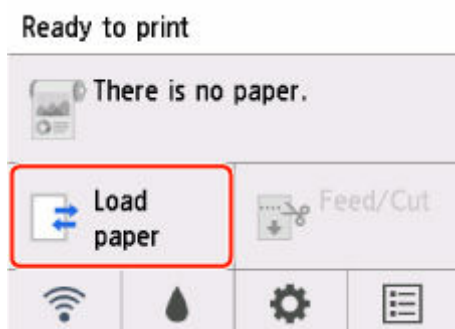 Ready to print
There is no paper.
Load
paper
Feed/Cut